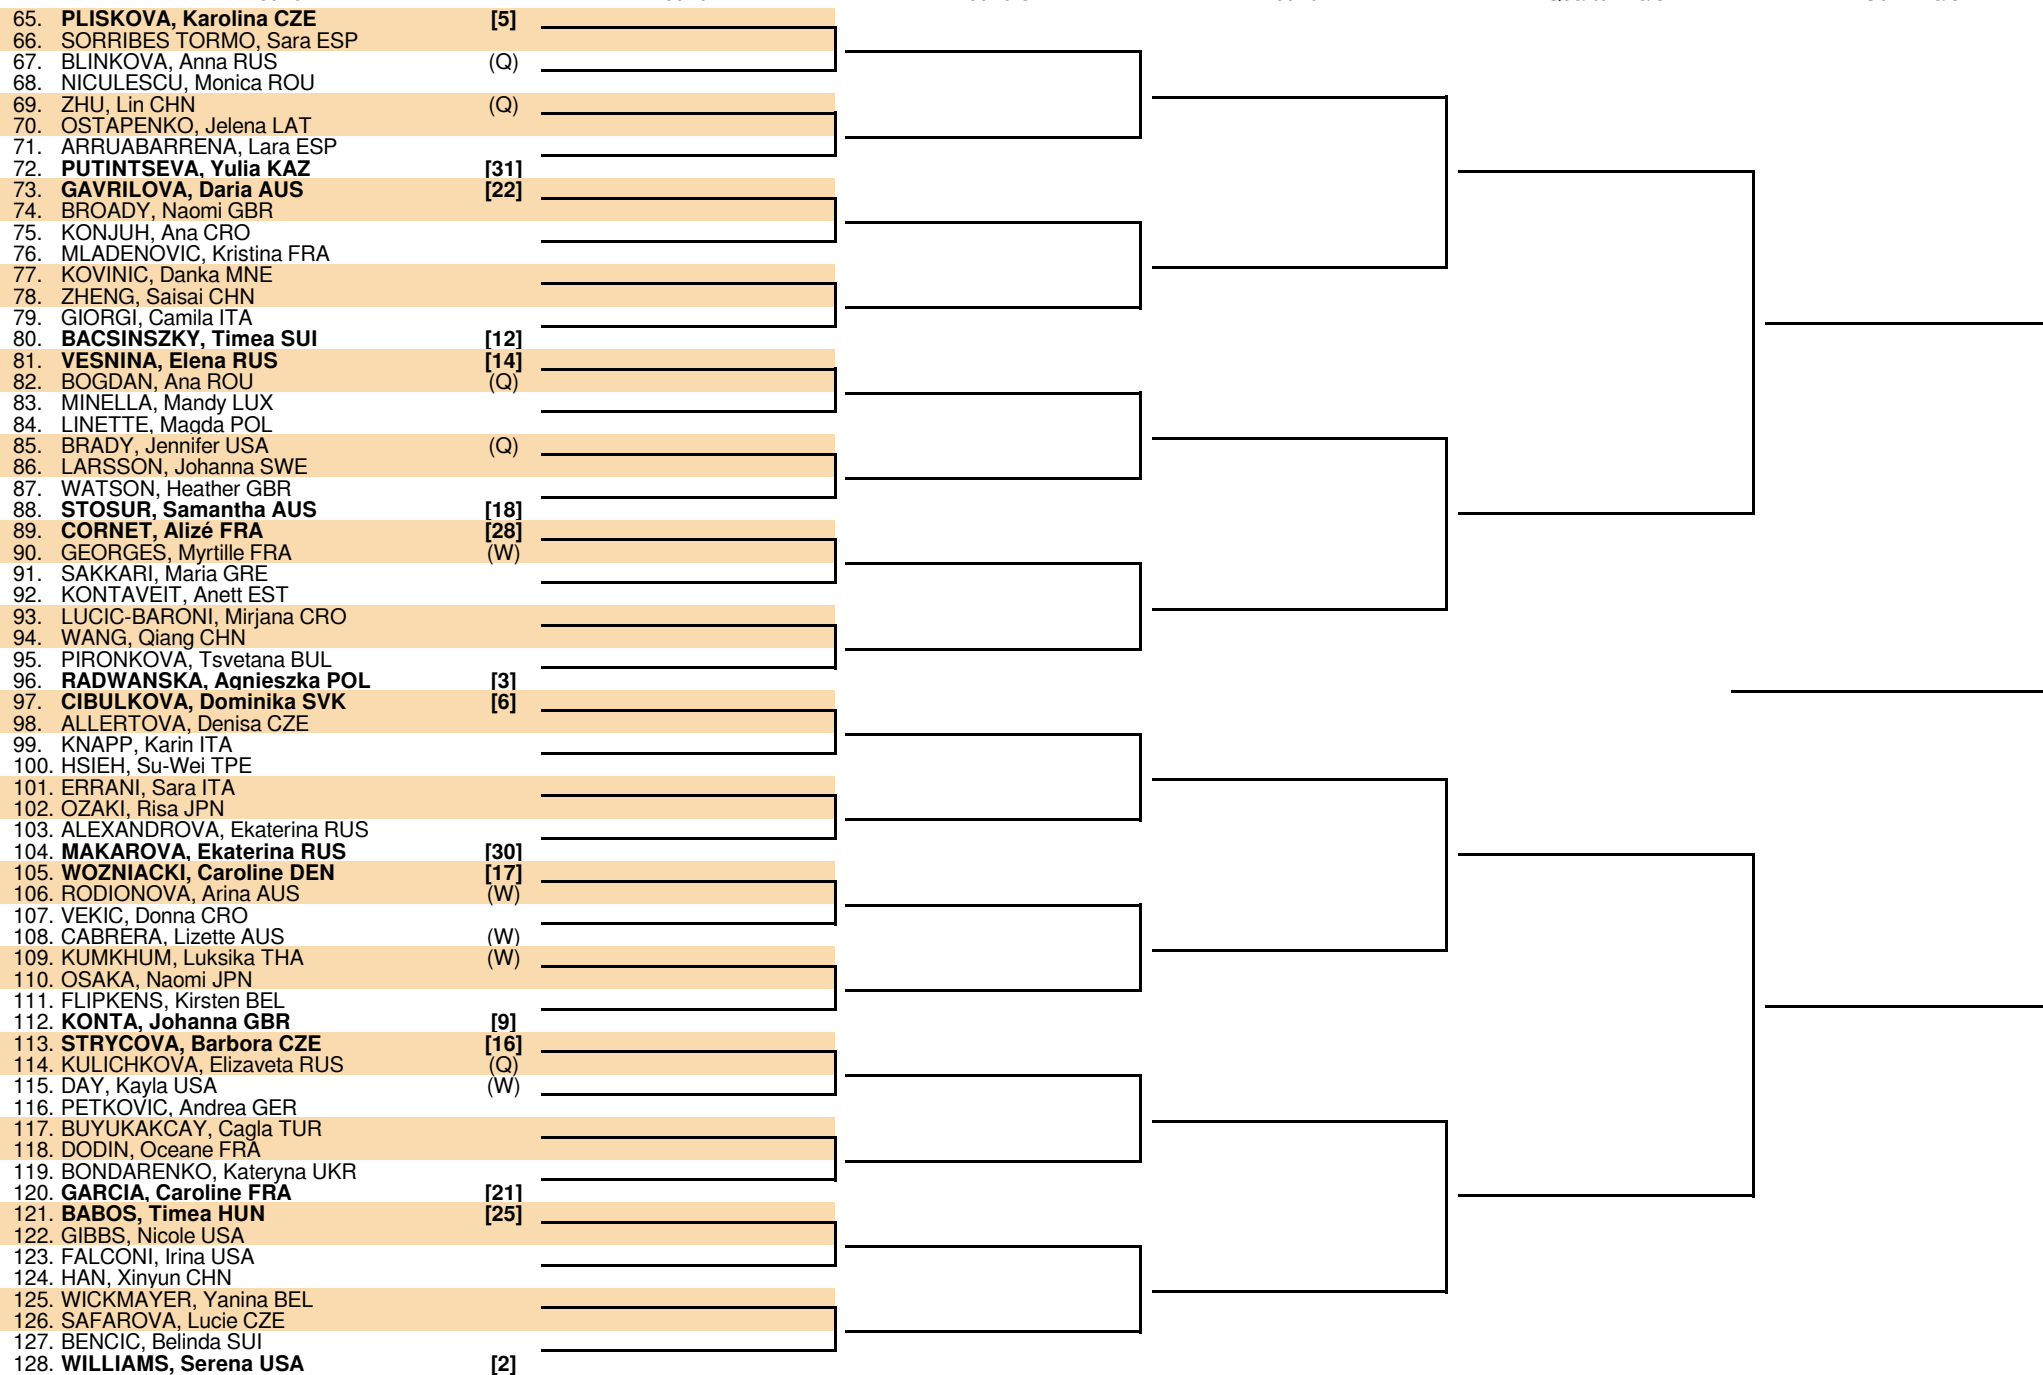 65. PLISKOVA, Karolina CZE [5]
66. SORRIBES TORMO, Sara ESP
67. BLINKOVA, Anna RUS (Q)
68. NICULESCU, Monica ROU
69. ZHU, Lin CHN (Q)
70. OSTAPENKO, Jelena LAT
71. ARRUABARRENA, Lara ESP
72. PUTINTSEVA, Yulia KAZ [31]
73. GAVRILOVA, Daria AUS [22]
74. BROADY, Naomi GBR
75. KONJUH, Ana CRO
76. MLADENOVIC, Kristina FRA
77. KOVINIC, Danka MNE
78. ZHENG, Saisai CHN
79. GIORGI, Camila ITA
80. BACSINSZKY, Timea SUI [12]
81. VESNINA, Elena RUS [14]
82. BOGDAN, Ana ROU (Q)
83. MINELLA, Mandy LUX
84. LINETTE, Magda POL
85. BRADY, Jennifer USA (Q)
86. LARSSON, Johanna SWE
87. WATSON, Heather GBR
88. STOSUR, Samantha AUS [18]
89. CORNET, Alizé FRA [28]
90. GEORGES, Myrtille FRA (W)
91. SAKKARI, Maria GRE
92. KONTAVEIT, Anett EST
93. LUCIC-BARONI, Mirjana CRO
94. WANG, Qiang CHN
95. PIRONKOVA, Tsvetana BUL
96. RADWANSKA, Agnieszka POL [3]
97. CIBULKOVA, Dominika SVK [6]
98. ALLERTOVA, Denisa CZE
99. KNAPP, Karin ITA
100. HSIEH, Su-Wei TPE
101. ERRANI, Sara ITA
102. OZAKI, Risa JPN
103. ALEXANDROVA, Ekaterina RUS
104. MAKAROVA, Ekaterina RUS [30]
105. WOZNIACKI, Caroline DEN [17]
106. RODIONOVA, Arina AUS (W)
107. VEKIC, Donna CRO
108. CABRERA, Lizette AUS (W)
109. KUMKHUM, Luksika THA (W)
110. OSAKA, Naomi JPN
111. FLIPKENS, Kirsten BEL
112. KONTA, Johanna GBR [9]
113. STRYCOVA, Barbora CZE [16]
114. KULICHKOVA, Elizaveta RUS (Q)
115. DAY, Kayla USA (W)
116. PETKOVIC, Andrea GER
117. BUYUKAKCAY, Cagla TUR
118. DODIN, Oceane FRA
119. BONDARENKO, Kateryna UKR
120. GARCIA, Caroline FRA [21]
121. BABOS, Timea HUN [25]
122. GIBBS, Nicole USA
123. FALCONI, Irina USA
124. HAN, Xinyun CHN
125. WICKMAYER, Yanina BEL
126. SAFAROVA, Lucie CZE
127. BENCIC, Belinda SUI
128. WILLIAMS, Serena USA [2]